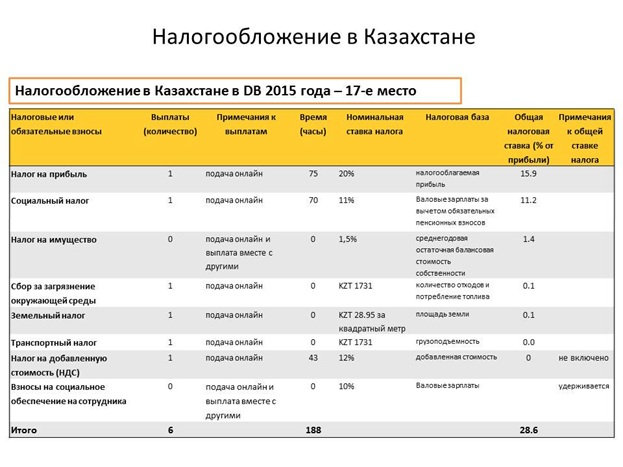 Налогообложение в Казахстане
Налогообложение в Казахстане в DB 2015 года – 17-е место
Налоговые или обязательные взносы | Выплаты (количество) | Примечания к выплатам | Время (часы) | Номинальная ставка налога | Налоговая база | Общая налоговая ставка (% от прибыли) | Примечания к общей ставке налога
Налог на прибыль | 1 | подача онлайн | 75 | 20% | налогооблагаемая прибыль | 15.9
Социальный налог | 1 | подача онлайн | 70 | 11% | Валовые зарплаты за вычетом обязательных пенсионных взносов | 11.2
Налог на имущество | 0 | подача онлайн и выплата вместе с другими | 0 | 1,5% | среднегодовая остаточная балансовая стоимость собственности | 1.4
Сбор за загрязнение окружающей среды | 1 | подача онлайн | 0 | KZT 1731 | количество отходов и потребление топлива | 0.1
Земельный налог | 1 | подача онлайн | 0 | KZT 28.95 за квадратный метр | площадь земли | 0.1
Транспортный налог | 1 | подача онлайн | 0 | KZT 1731 | грузоподъемность | 0.0
Налог на добавленную стоимость (НДС) | 1 | подача онлайн | 43 | 12% | добавленная стоимость | 0 | не включено
Взносы на социальное обеспечение на сотрудника | 0 | подача онлайн и выплата вместе с другими | 0 | 10% | Валовые зарплаты | удерживается
Итого | 6 | 188 | 28.6